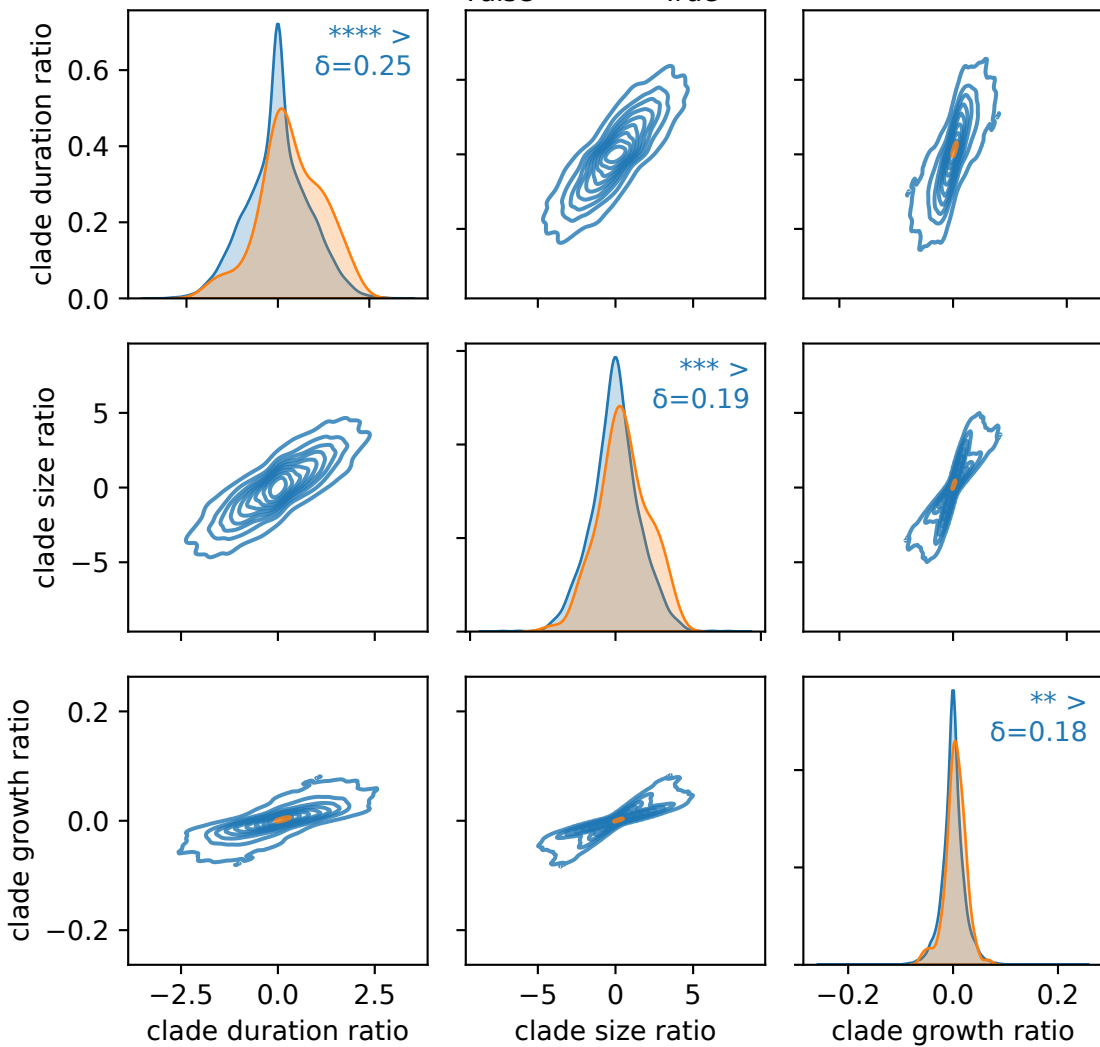 **** >
δ=0.25
clade duration ratio
0.6
0.4
0.2
0.0
*** >
δ=0.19
clade size ratio
5
0
−5
** >
δ=0.18
clade growth ratio
0.2
0.0
−0.2
−2.5 0.0 2.5
−5 0 5
−0.2 0.0 0.2
clade duration ratio
clade size ratio
clade growth ratio